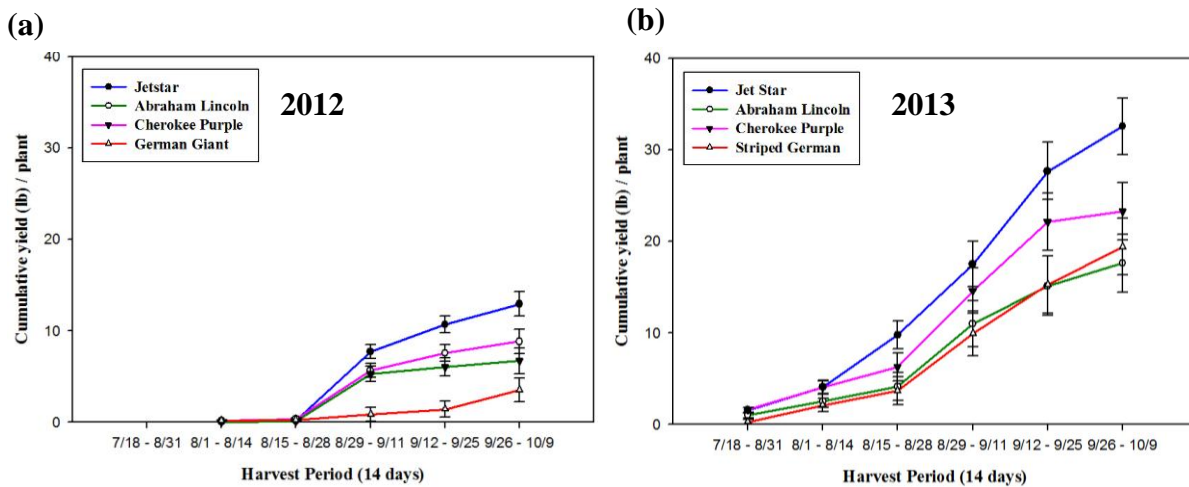 (a)
40
30
20
10
0
Cumulative yield (lb) / plant
Jetstar
Abraham Lincoln
Cherokee Purple
German Giant
2012
7/18 - 8/31 8/1 - 8/14 8/15 - 8/28 8/29 - 9/11 9/12 - 9/25 9/26 - 10/9
Harvest Period (14 days)
(b)
40
30
20
10
0
Cumulative yield (lb) / plant
Jet Star
Abraham Lincoln
Cherokee Purple
Striped German
2013
7/18 - 8/31 8/1 - 8/14 8/15 - 8/28 8/29 - 9/11 9/12 - 9/25 9/26 - 10/9
Harvest Period (14 days)